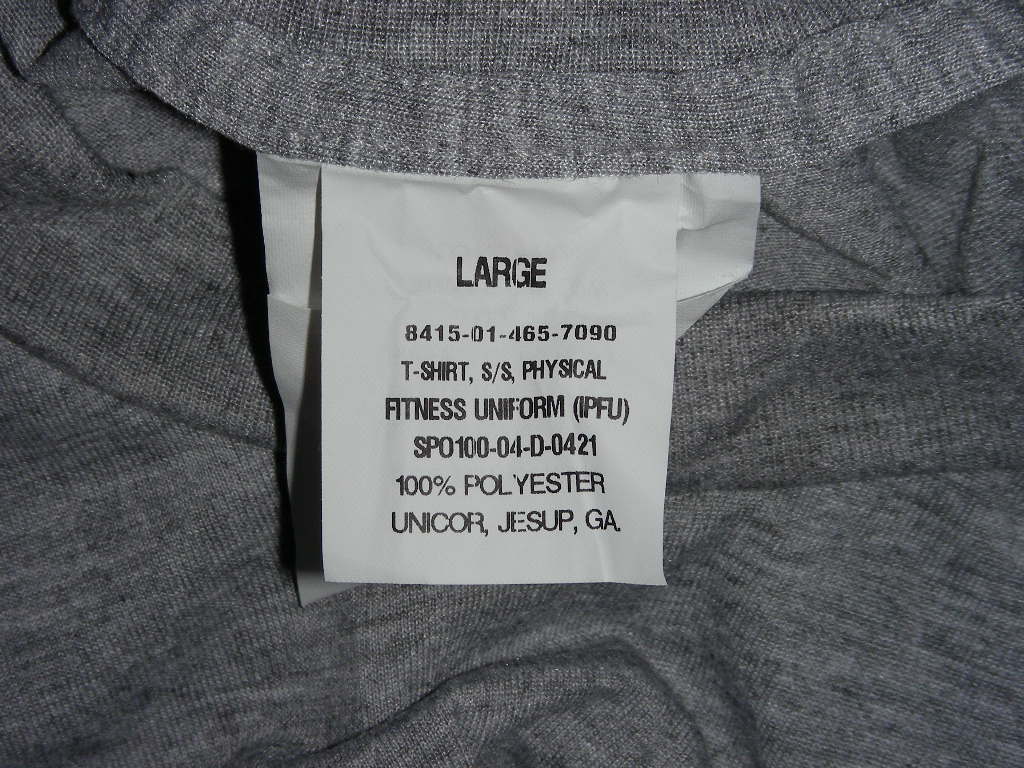 LARGE
8415-01-465-7090
T-SHIRT, S/S, PHYSICAL
FITNESS UNIFORM (IPFU)
SPO100-04-D-0421
100% POLYESTER
UNICOR, JESUP, GA.